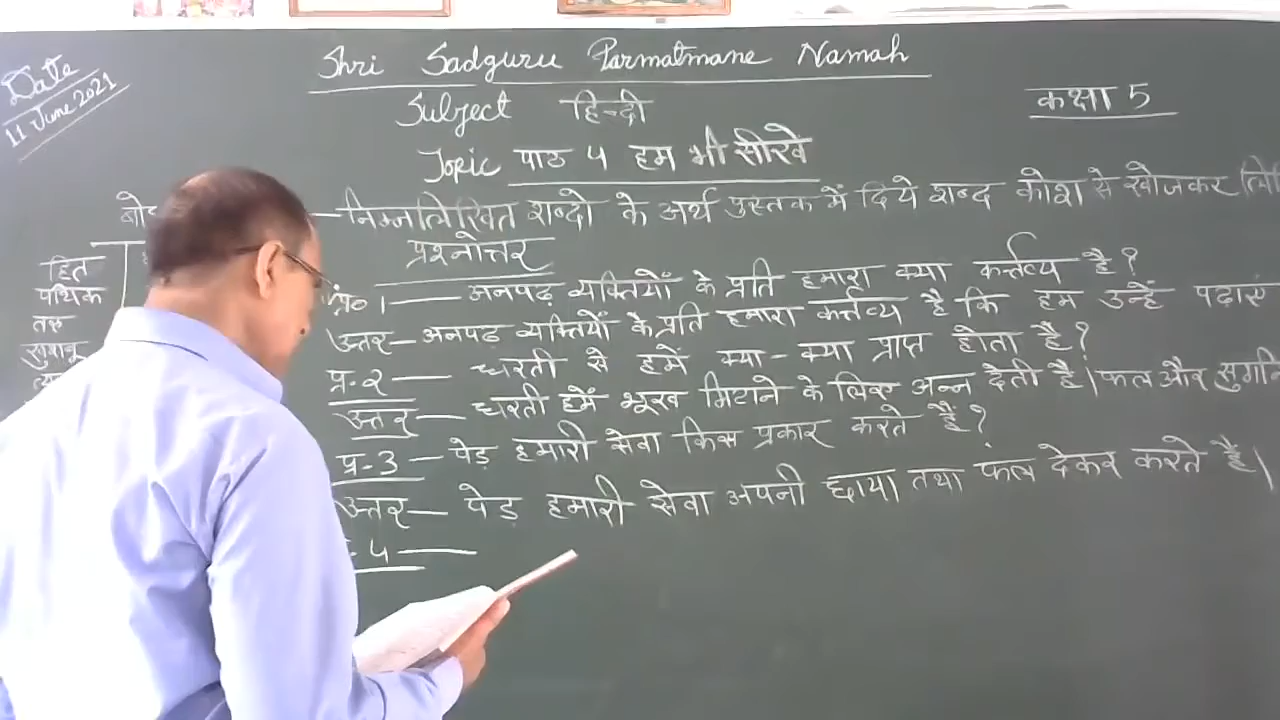 Shri Sadguru Parmatmane Namah
Date
11 June 2021
Subject हिन्दी
कक्षा 5
Topic पाठ 4 हम भी सीखे
निम्नलिखित शब्दो के अर्थ पुस्तक में दिये शब्द कोश से खोजकर
प्रश्नोत्तर
हित
पथिक
तरु
प्र० 1 — अनपढ़ व्यक्तियों के प्रति हमारा क्या कर्त्तव्य है?
उत्तर — अनपढ व्यक्तियों के प्रति हमारा कर्त्तव्य है कि हम उन्हें पढ़ाएं
प्र-२ — धरती से हमें क्या-क्या प्राप्त होता है?
उत्तर — धरती हमें भूख मिटाने के लिए अन्न देती है। फल और
प्र-3 — पेड़ हमारी सेवा किस प्रकार करते हैं?
उत्तर — पेड़ हमारी सेवा अपनी छाया तथा फल देकर करते हैं।
- 4 —